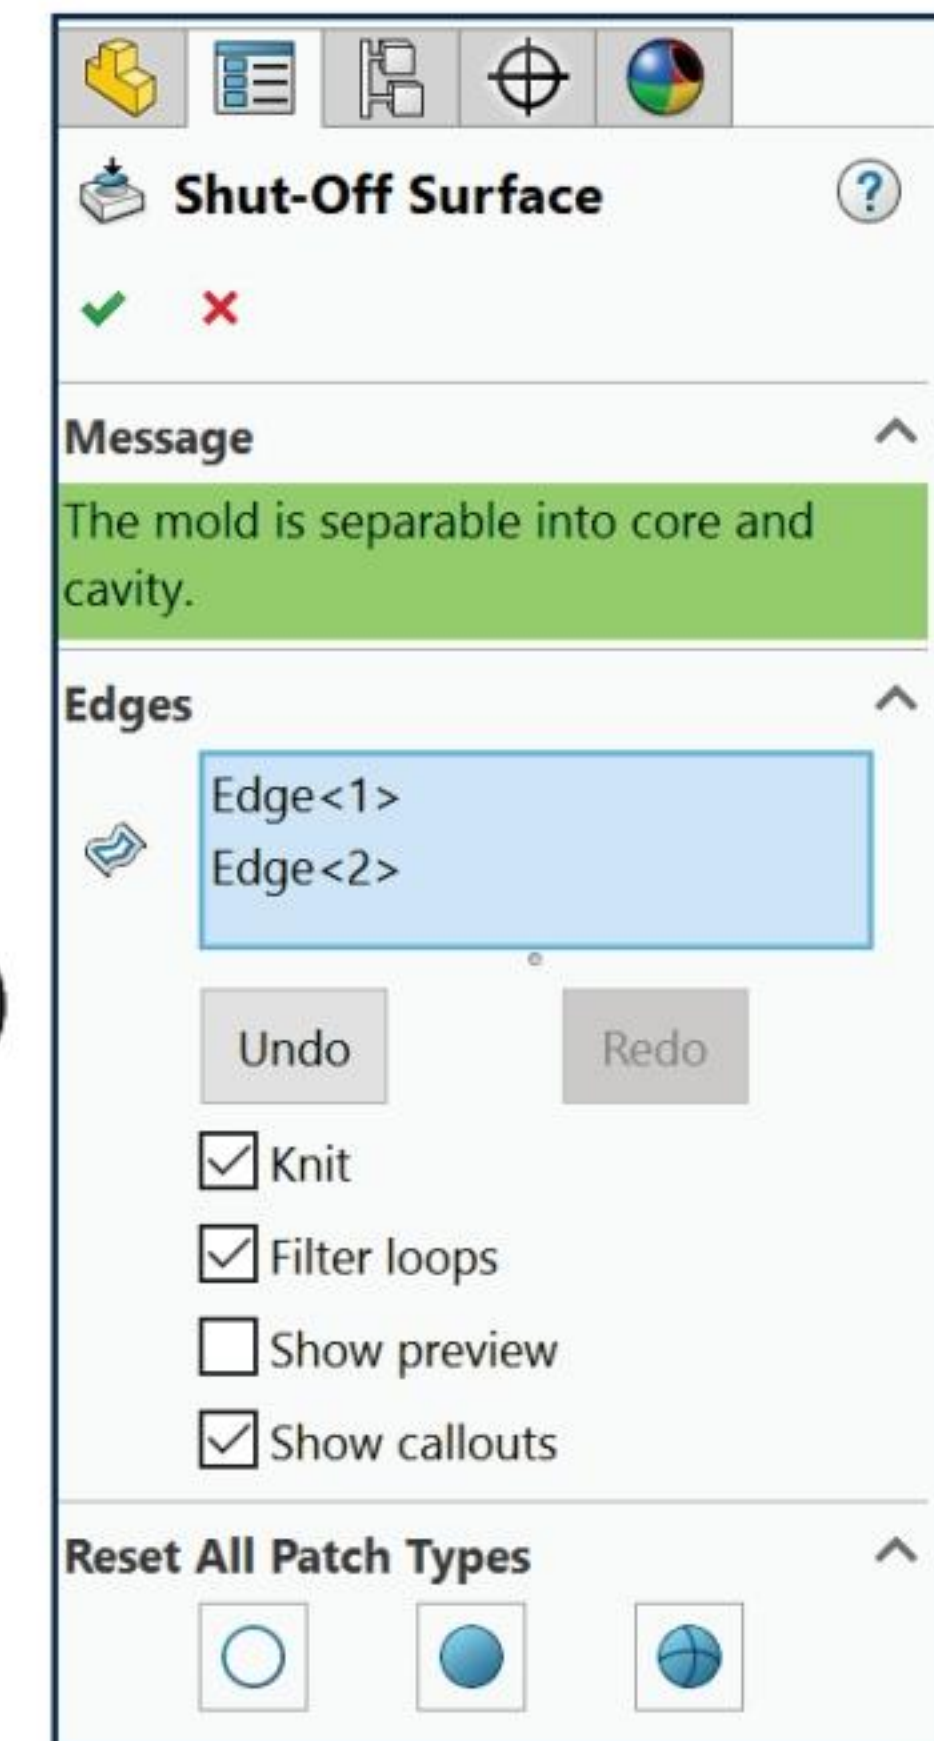 Shut-Off Surface
?
Message
The mold is separable into core and
cavity.
Edges
Edge<1>
Edge<2>
Undo Redo
Knit
Filter loops
Show preview
Show callouts
Reset All Patch Types